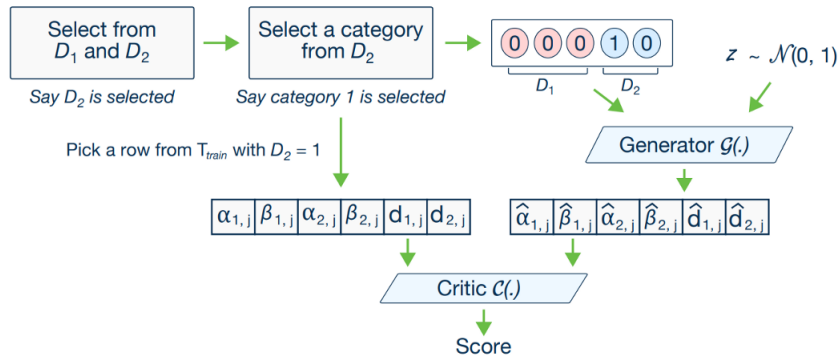 Select from
D₁ and D₂
Select a category
from D₂
0 0 0 1 0
D₁
D₂
z ~ 𝒩(0, 1)
Say D₂ is selected
Say category 1 is selected
Pick a row from T_train with D₂ = 1
Generator 𝒢(.)
α₁,ⱼ β₁,ⱼ α₂,ⱼ β₂,ⱼ d₁,ⱼ d₂,ⱼ
α̂₁,ⱼ β̂₁,ⱼ α̂₂,ⱼ β̂₂,ⱼ d̂₁,ⱼ d̂₂,ⱼ
Critic 𝒞(.)
Score